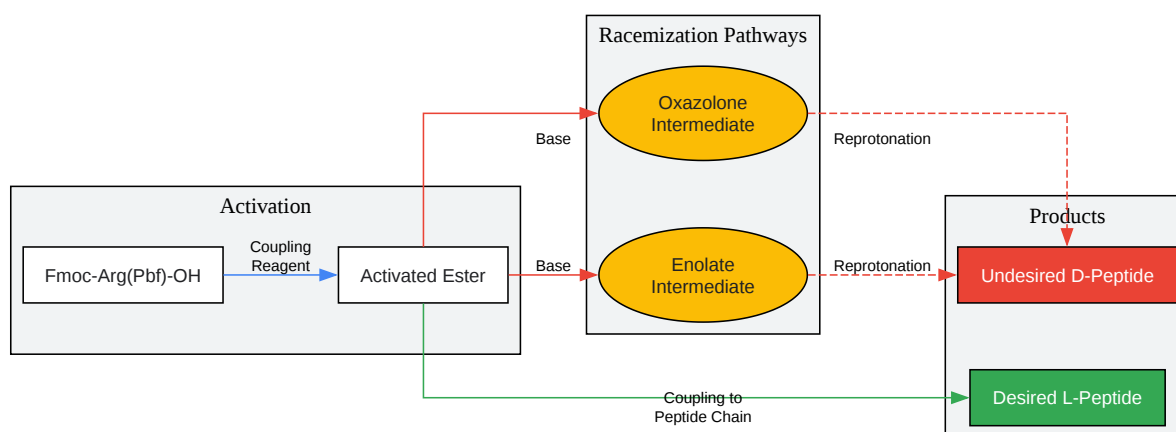 Racemization Pathways
Oxazolone
Intermediate
Base
Reprotonation
Activation
Products
Coupling
Reagent
Fmoc-Arg(Pbf)-OH
Activated Ester
Base
Enolate
Intermediate
Reprotonation
Undesired D-Peptide
Coupling to
Peptide Chain
Desired L-Peptide